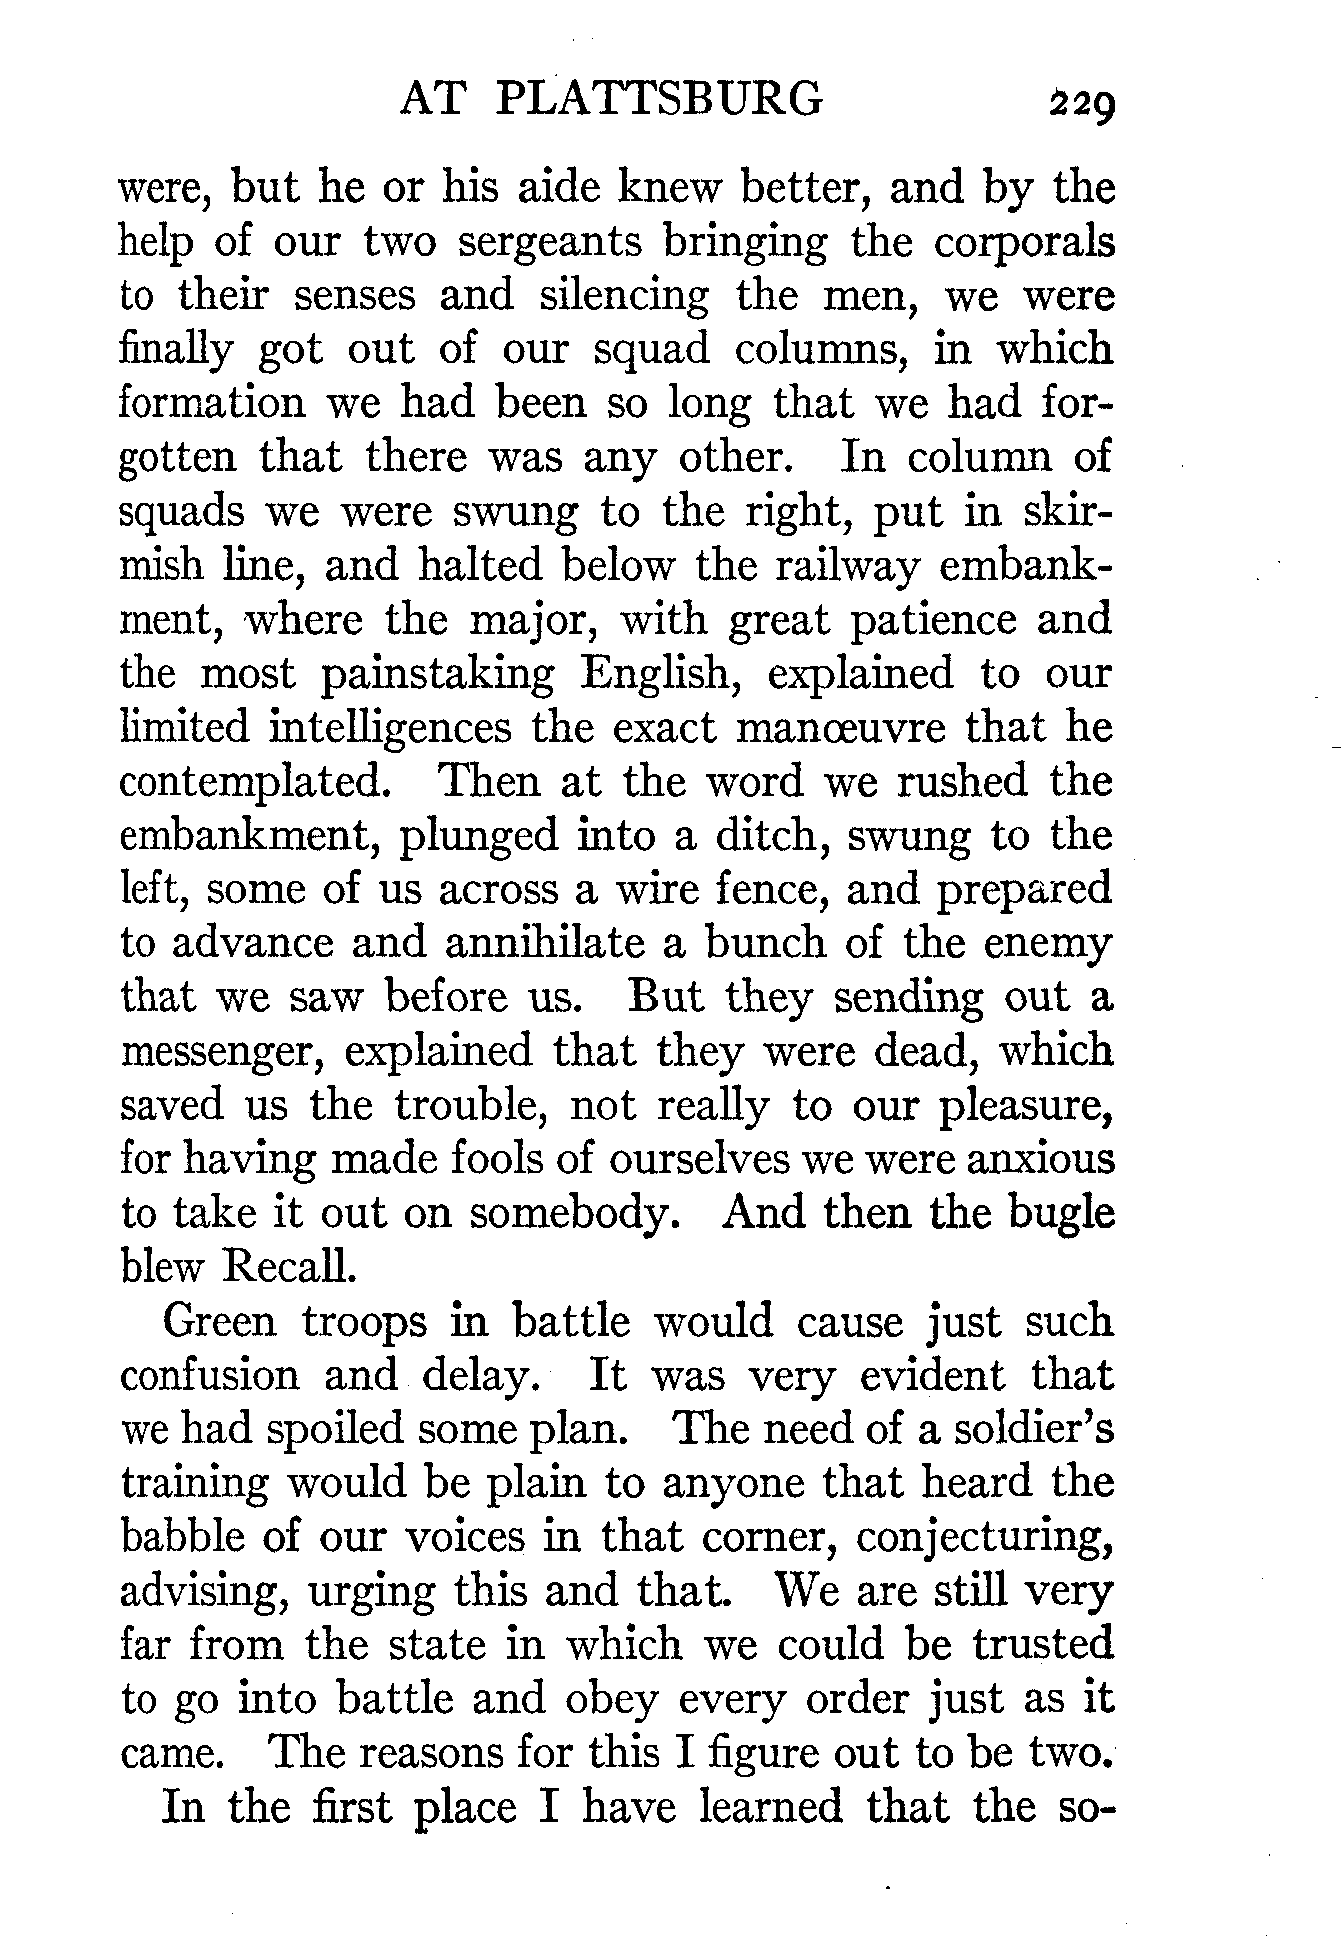 AT PLATTSBURG 229
were, but he or his aide knew better, and by the
help of our two sergeants bringing the corporals
to their senses and silencing the men, we were
finally got out of our squad columns, in which
formation we had been so long that we had for-
gotten that there was any other. In column of
squads we were swung to the right, put in skir-
mish line, and halted below the railway embank-
ment, where the major, with great patience and
the most painstaking English, explained to our
limited intelligences the exact manœuvre that he
contemplated. Then at the word we rushed the
embankment, plunged into a ditch, swung to the
left, some of us across a wire fence, and prepared
to advance and annihilate a bunch of the enemy
that we saw before us. But they sending out a
messenger, explained that they were dead, which
saved us the trouble, not really to our pleasure,
for having made fools of ourselves we were anxious
to take it out on somebody. And then the bugle
blew Recall.
Green troops in battle would cause just such
confusion and delay. It was very evident that
we had spoiled some plan. The need of a soldier's
training would be plain to anyone that heard the
babble of our voices in that corner, conjecturing,
advising, urging this and that. We are still very
far from the state in which we could be trusted
to go into battle and obey every order just as it
came. The reasons for this I figure out to be two.
In the first place I have learned that the so-